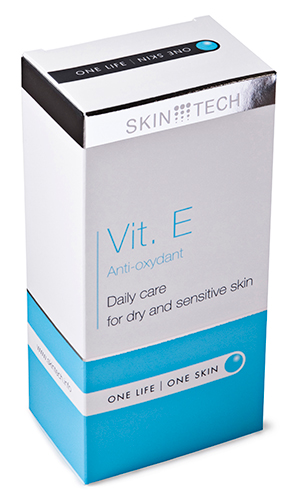 ONE LIFE | ONE SKIN
SKIN TECH
Vit. E
Anti-oxydant
Daily care
for dry and sensitive skin
ONE LIFE | ONE SKIN